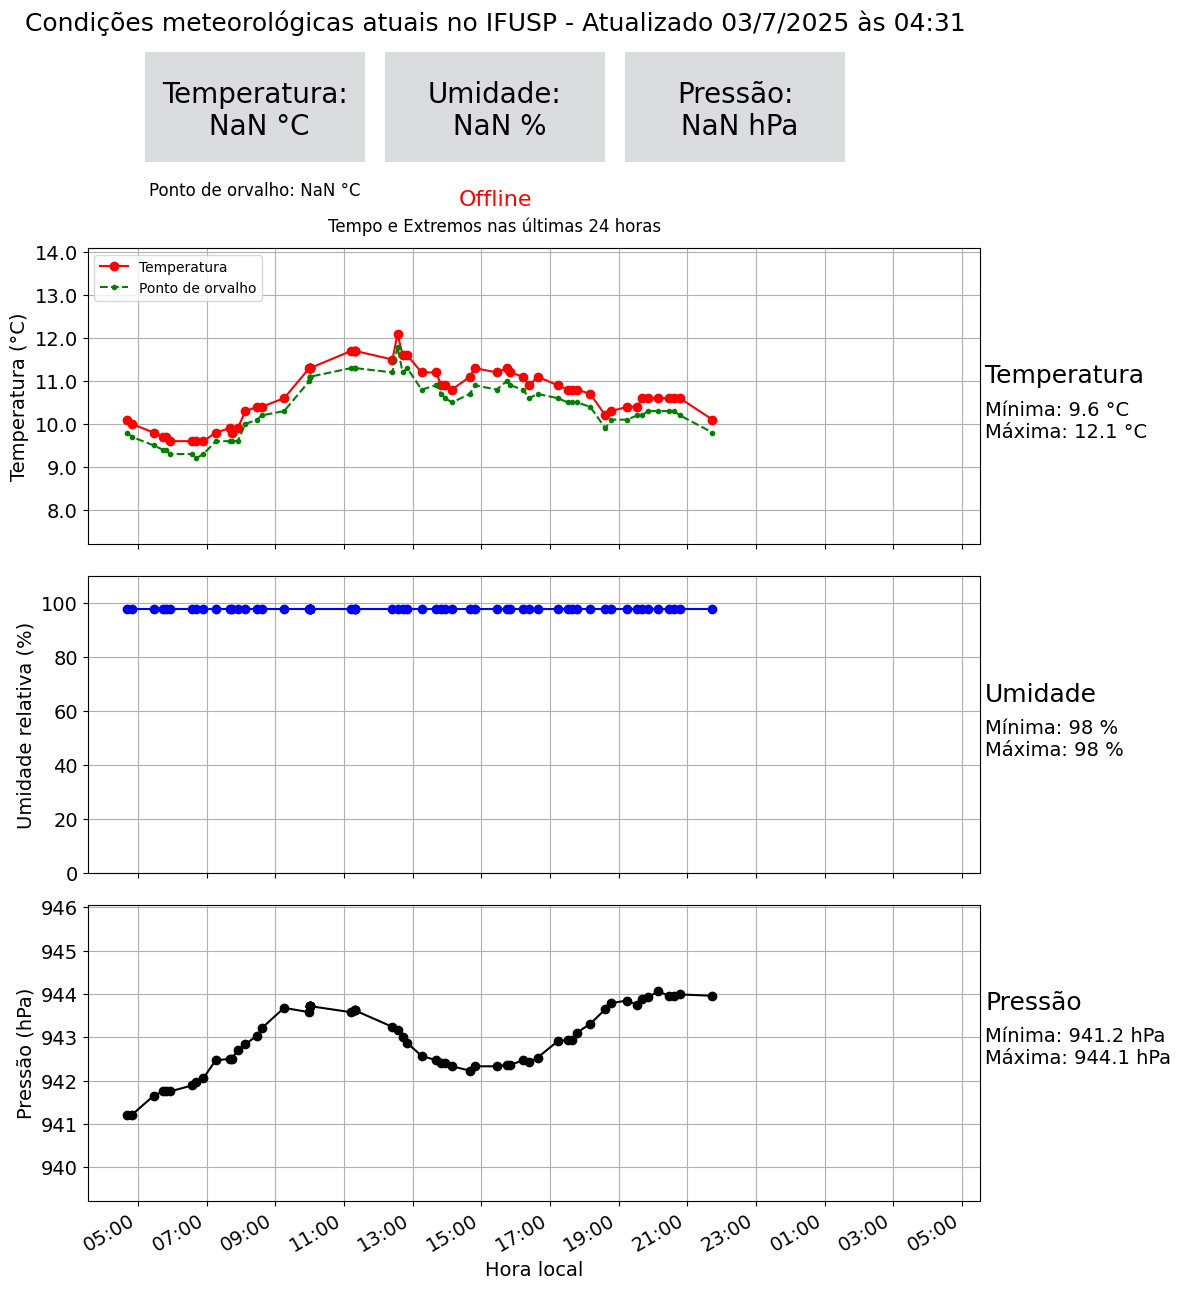 Condições meteorológicas atuais no IFUSP - Atualizado 03/7/2025 às 04:31
Temperatura:
NaN °C
Umidade:
NaN %
Pressão:
NaN hPa
Ponto de orvalho: NaN °C
Offline
Tempo e Extremos nas últimas 24 horas
Temperatura (°C)
14.0
13.0
12.0
11.0
10.0
9.0
8.0
Temperatura
Ponto de orvalho
Temperatura
Mínima: 9.6 °C
Máxima: 12.1 °C
Umidade relativa (%)
100
80
60
40
20
0
Umidade
Mínima: 98 %
Máxima: 98 %
Pressão (hPa)
946
945
944
943
942
941
940
Pressão
Mínima: 941.2 hPa
Máxima: 944.1 hPa
05:00 07:00 09:00 11:00 13:00 15:00 17:00 19:00 21:00 23:00 01:00 03:00 05:00
Hora local